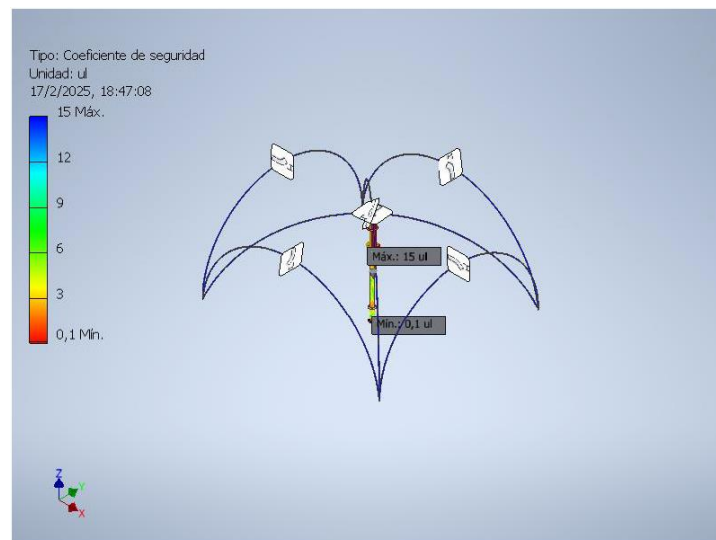 Tipo: Coeficiente de seguridad
Unidad: ul
17/2/2025, 18:47:08
15 Máx.
12
9
6
3
0,1 Mín.
Máx.: 15 ul
Mín.: 0,1 ul
Z
Y
X